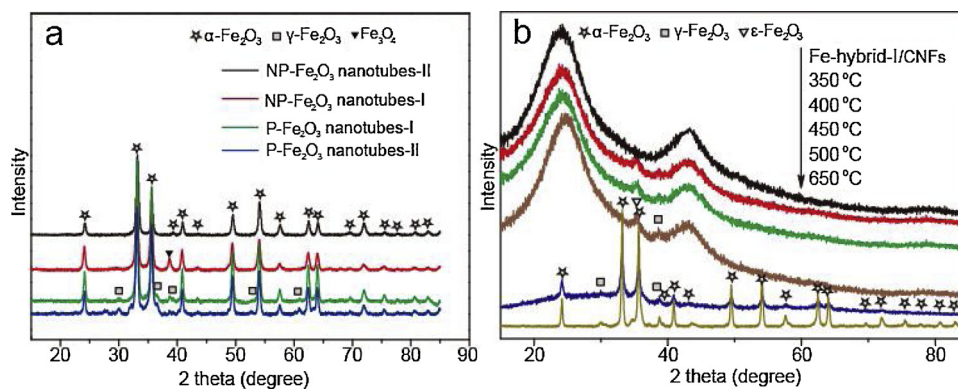 a
☆α-Fe₂O₃ ■γ-Fe₂O₃ ▼Fe₃O₄
NP-Fe₂O₃ nanotubes-II
NP-Fe₂O₃ nanotubes-I
P-Fe₂O₃ nanotubes-I
P-Fe₂O₃ nanotubes-II
Intensity
20 30 40 50 60 70 80 90
2 theta (degree)
b
☆α-Fe₂O₃ ■γ-Fe₂O₃ ▽ε-Fe₂O₃
Fe-hybrid-I/CNFs
350 °C
400 °C
450 °C
500 °C
650 °C
Intensity
20 40 60 80
2 theta (degree)